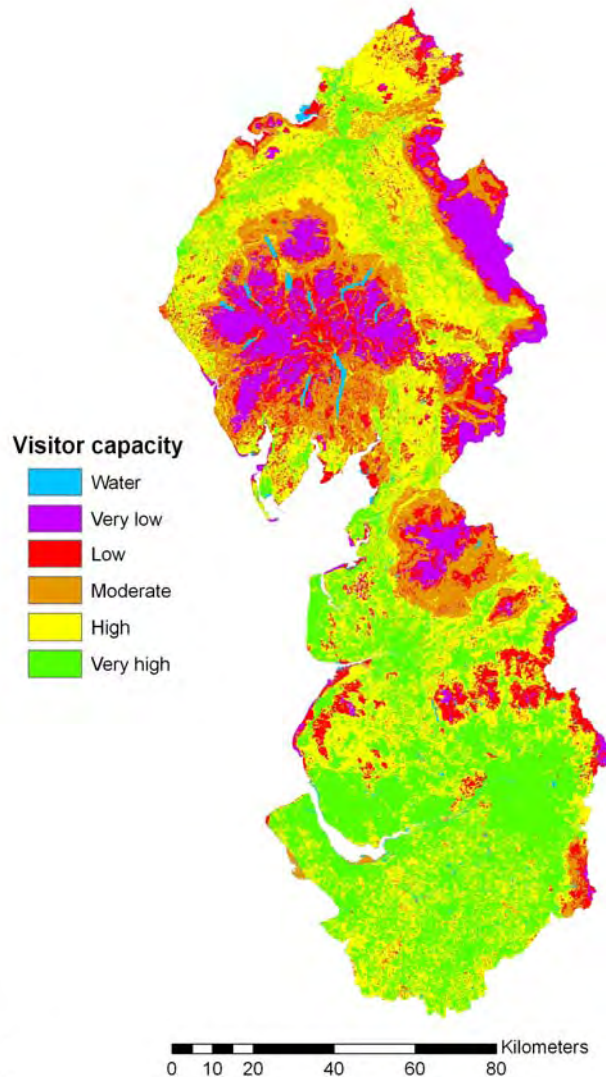 Visitor capacity
Water
Very low
Low
Moderate
High
Very high
Kilometers
0 10 20 40 60 80